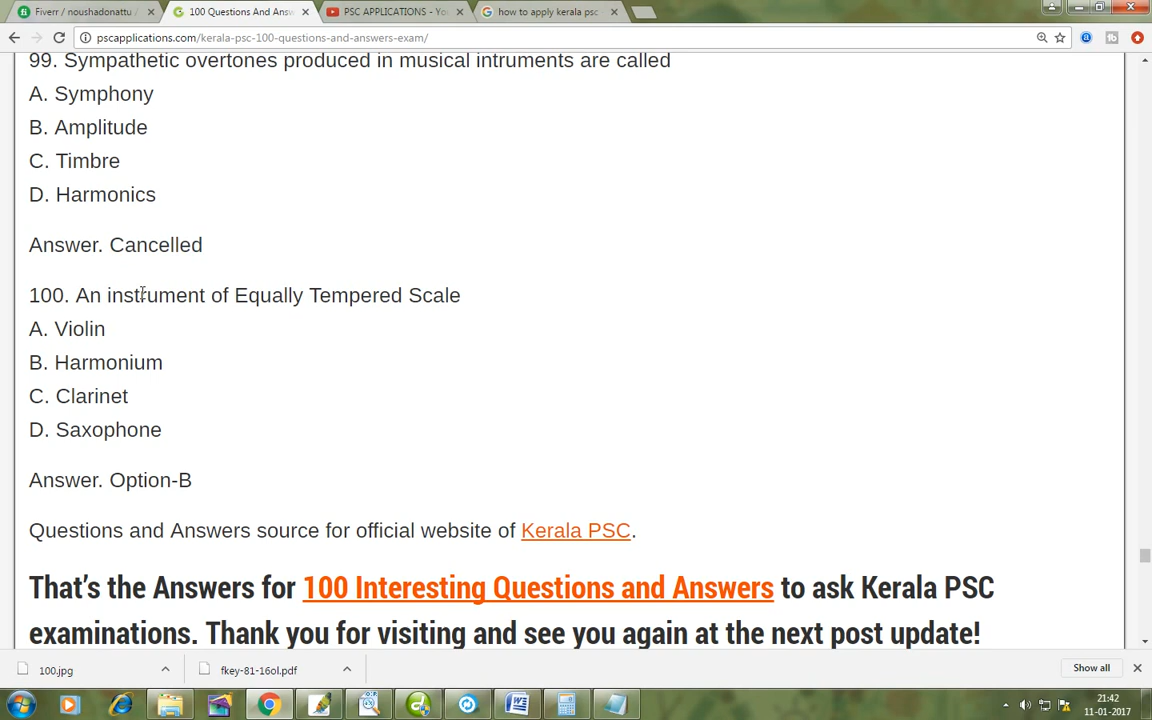 Fiverr / noushadonattu /
100 Questions And Answ
PSC APPLICATIONS - Yo
how to apply kerala psc
pscapplications.com/kerala-psc-100-questions-and-answers-exam/
99. Sympathetic overtones produced in musical intruments are called
A. Symphony
B. Amplitude
C. Timbre
D. Harmonics
Answer. Cancelled
100. An instrument of Equally Tempered Scale
A. Violin
B. Harmonium
C. Clarinet
D. Saxophone
Answer. Option-B
Questions and Answers source for official website of Kerala PSC.
That's the Answers for 100 Interesting Questions and Answers to ask Kerala PSC
examinations. Thank you for visiting and see you again at the next post update!
100.jpg
fkey-81-16ol.pdf
Show all
21:42
11-01-2017